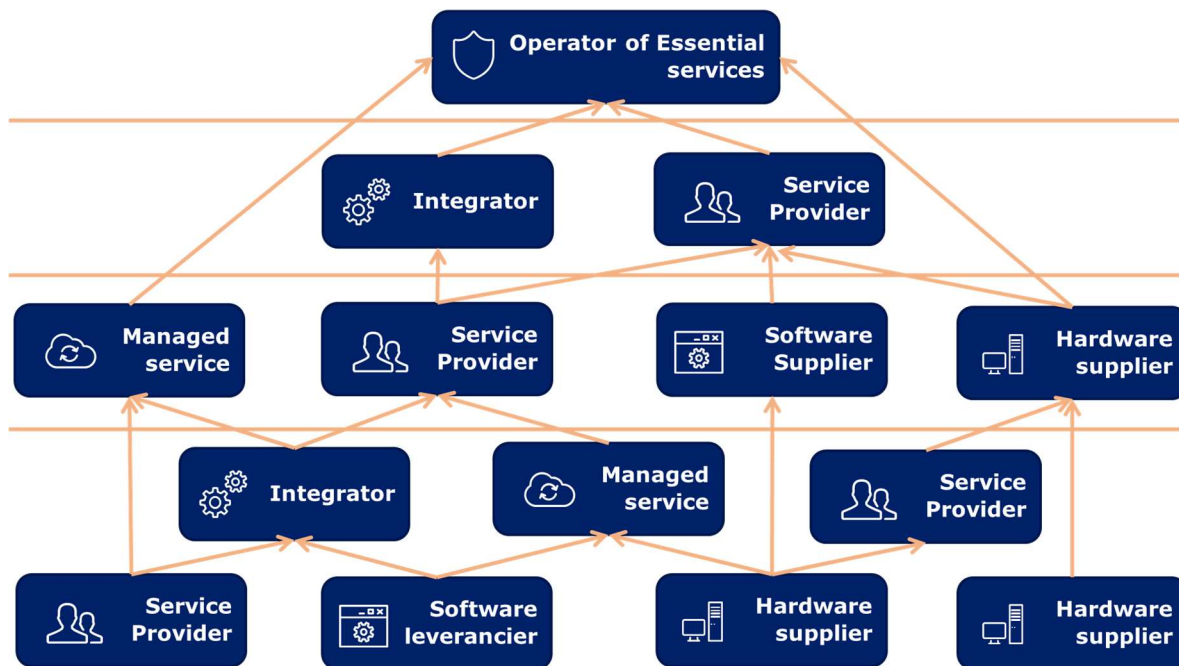 Operator of Essential
services
Integrator
Service
Provider
Managed
service
Service
Provider
Software
Supplier
Hardware
supplier
Integrator
Managed
service
Service
Provider
Service
Provider
Software
leverancier
Hardware
supplier
Hardware
supplier